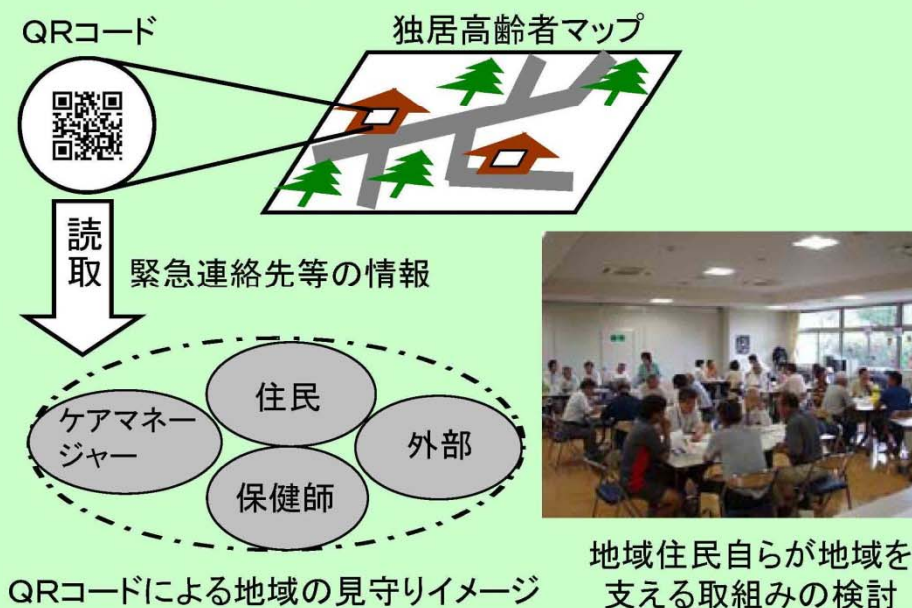 QRコード
独居高齢者マップ
読
取
緊急連絡先等の情報
ケアマネー
ジャー
住民
外部
保健師
QRコードによる地域の見守りイメージ
地域住民自らが地域を
支える取組みの検討